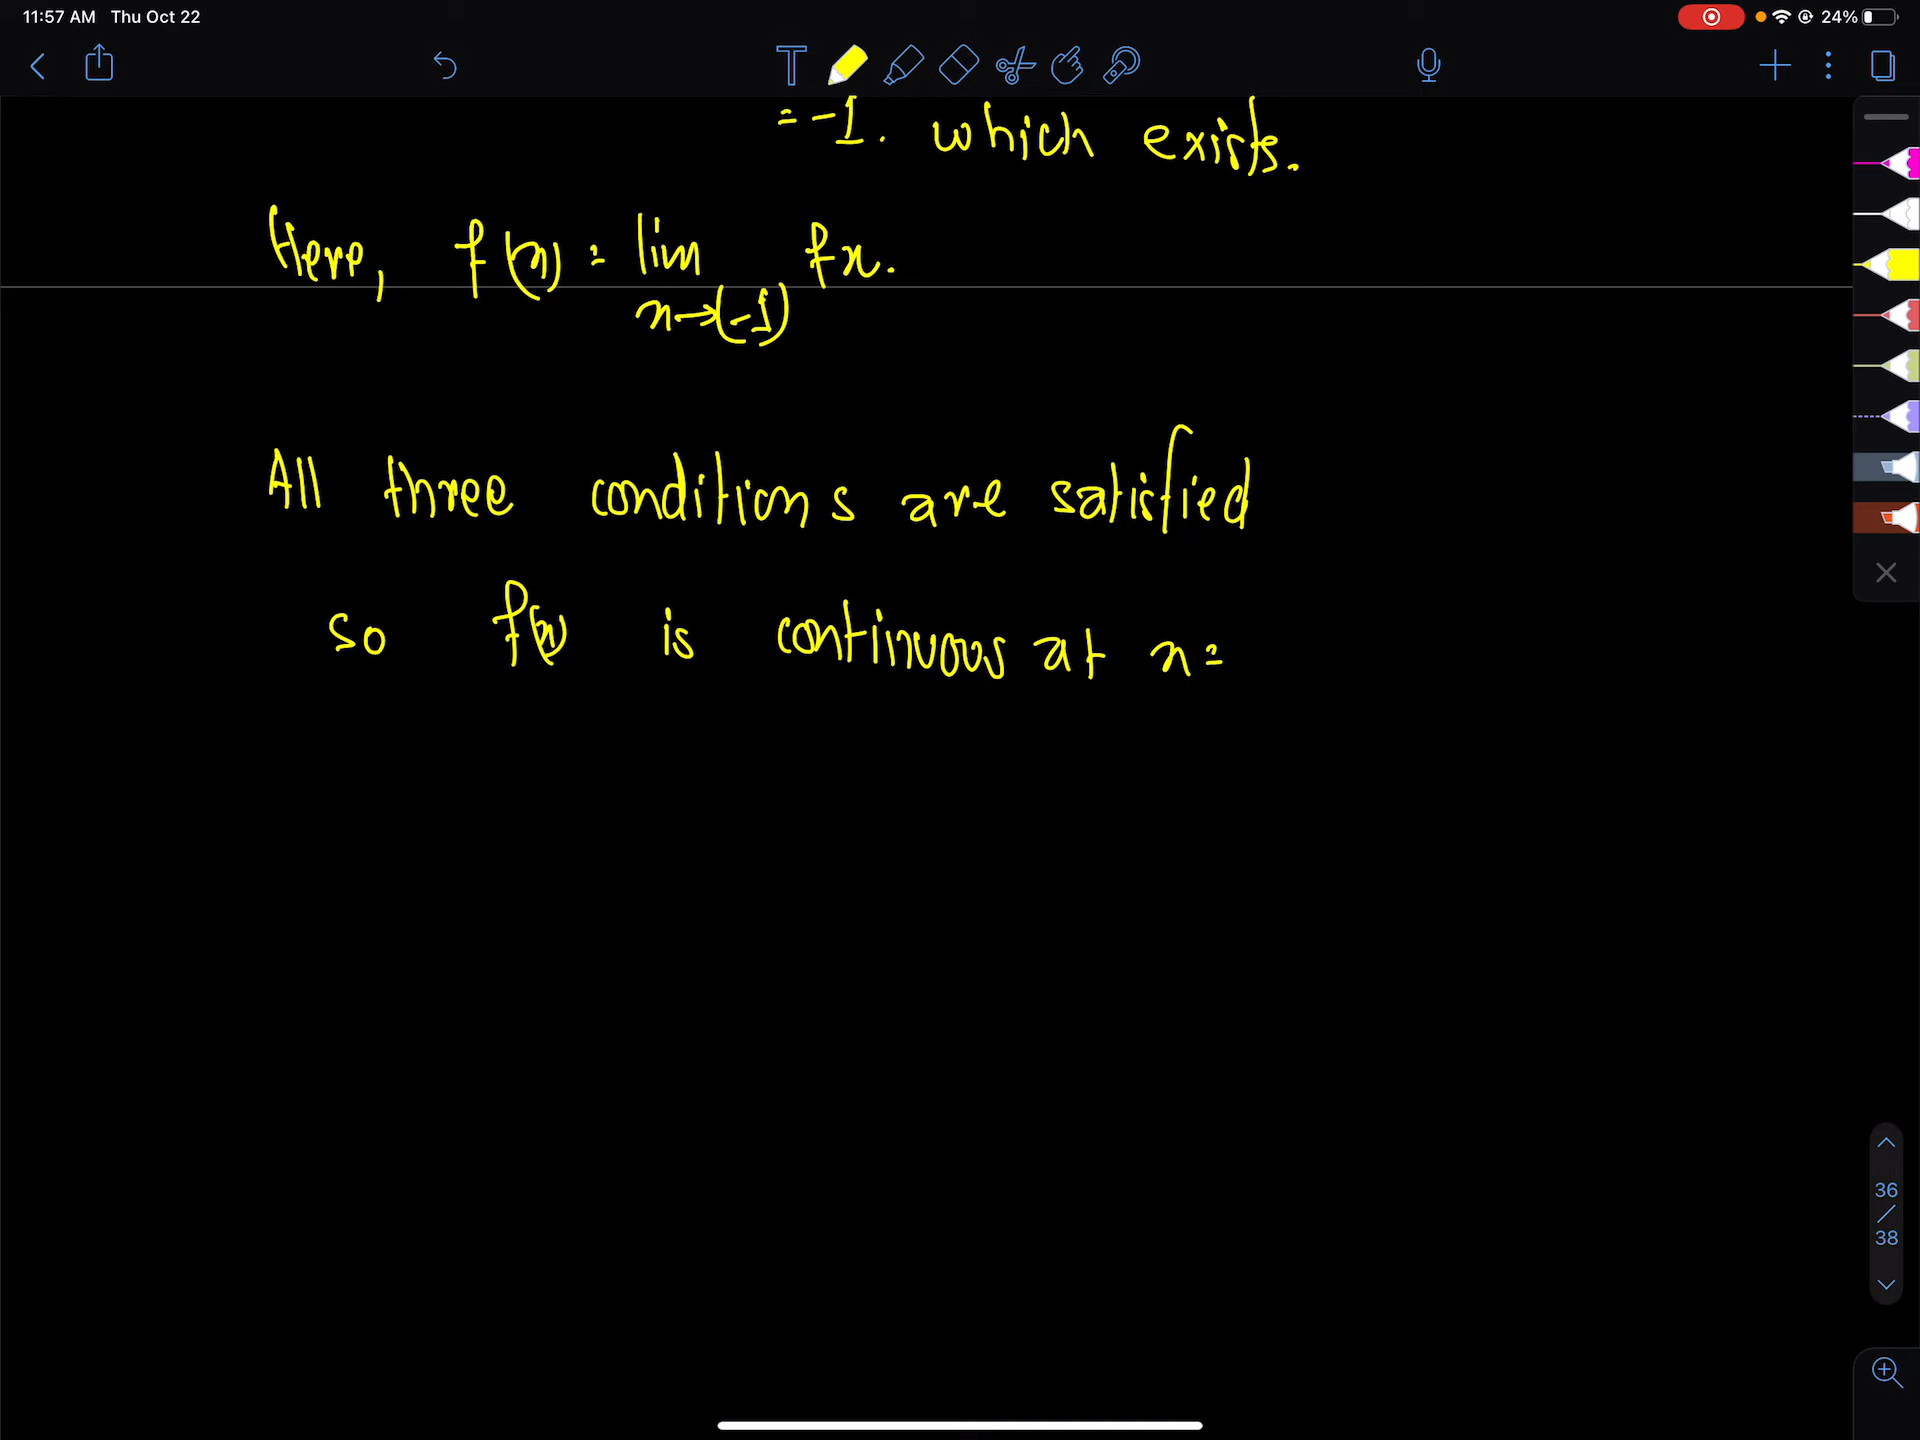 11:57 AM Thu Oct 22 24%
= -1. which exists.
Here, f(x) = lim fx.
x→(-1)
All three conditions are satisfied
so f(x) is continuous at x =
36
/
38